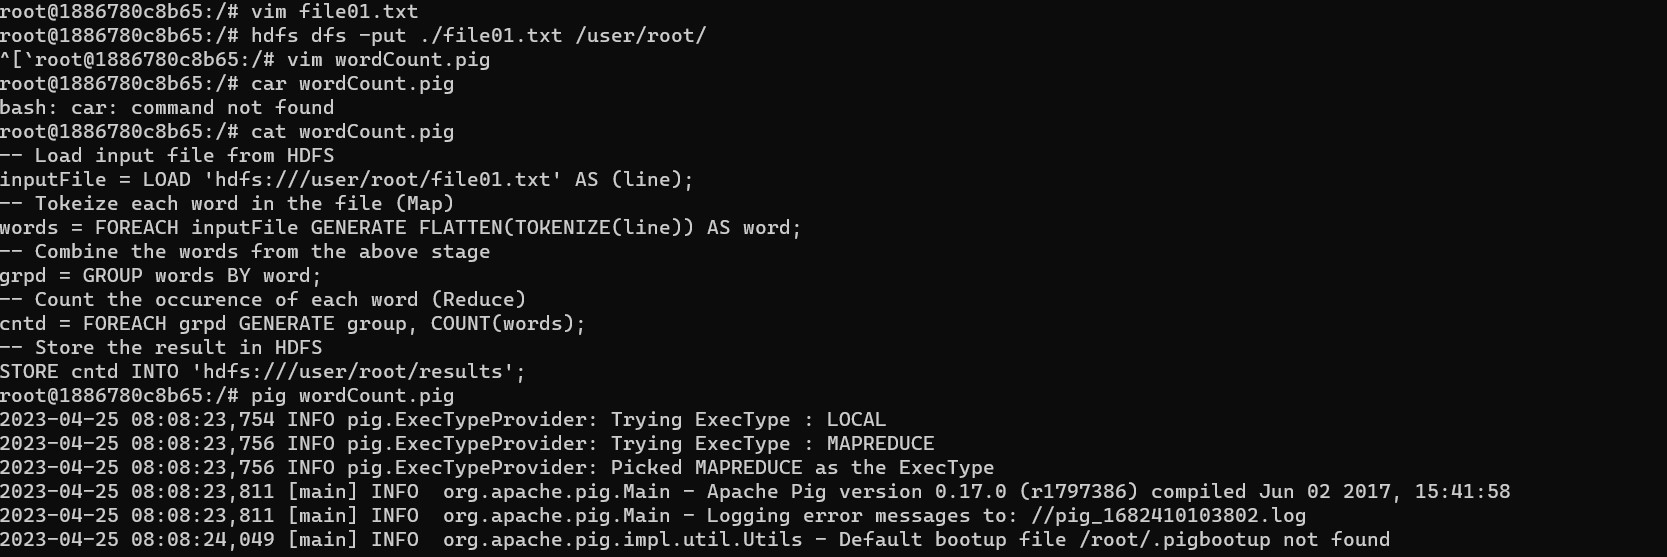 root@1886780c8b65:/# vim file01.txt
root@1886780c8b65:/# hdfs dfs -put ./file01.txt /user/root/
^[`root@1886780c8b65:/# vim wordCount.pig
root@1886780c8b65:/# car wordCount.pig
bash: car: command not found
root@1886780c8b65:/# cat wordCount.pig
-- Load input file from HDFS
inputFile = LOAD 'hdfs:///user/root/file01.txt' AS (line);
-- Tokeize each word in the file (Map)
words = FOREACH inputFile GENERATE FLATTEN(TOKENIZE(line)) AS word;
-- Combine the words from the above stage
grpd = GROUP words BY word;
-- Count the occurence of each word (Reduce)
cntd = FOREACH grpd GENERATE group, COUNT(words);
-- Store the result in HDFS
STORE cntd INTO 'hdfs:///user/root/results';
root@1886780c8b65:/# pig wordCount.pig
2023-04-25 08:08:23,754 INFO pig.ExecTypeProvider: Trying ExecType : LOCAL
2023-04-25 08:08:23,756 INFO pig.ExecTypeProvider: Trying ExecType : MAPREDUCE
2023-04-25 08:08:23,756 INFO pig.ExecTypeProvider: Picked MAPREDUCE as the ExecType
2023-04-25 08:08:23,811 [main] INFO  org.apache.pig.Main - Apache Pig version 0.17.0 (r1797386) compiled Jun 02 2017, 15:41:58
2023-04-25 08:08:23,811 [main] INFO  org.apache.pig.Main - Logging error messages to: //pig_1682410103802.log
2023-04-25 08:08:24,049 [main] INFO  org.apache.pig.impl.util.Utils - Default bootup file /root/.pigbootup not found